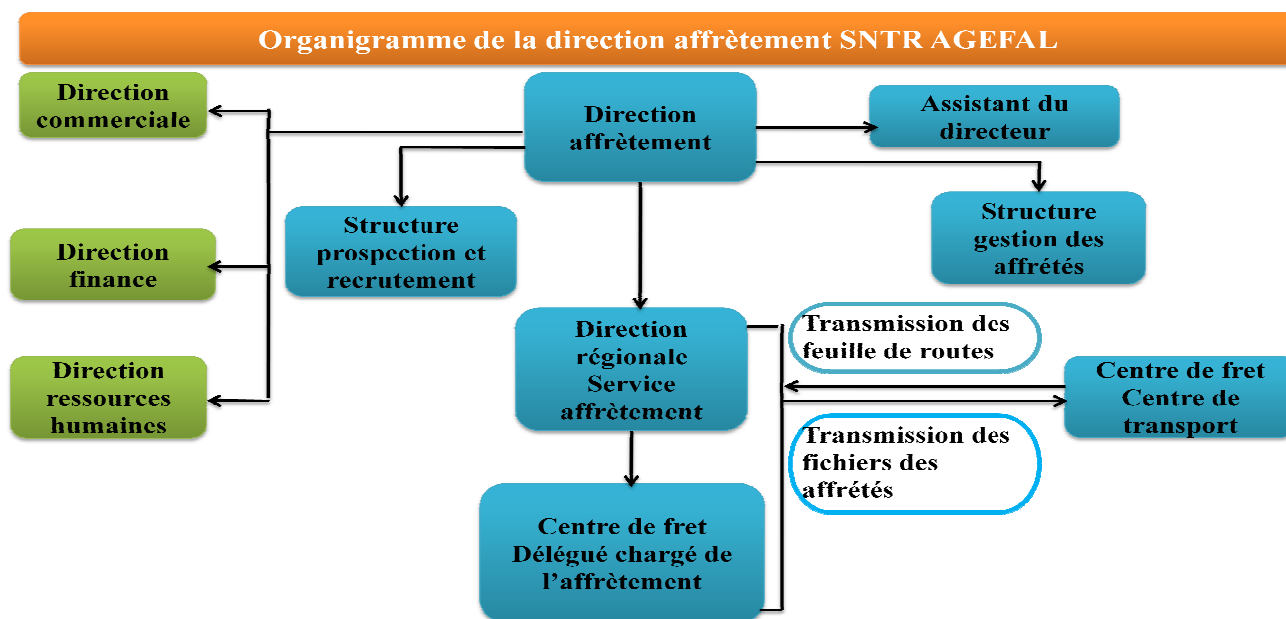 Organigramme de la direction affrètement SNTR AGEFAL
Direction
commerciale
Direction
affrètement
Assistant du
directeur
Structure
prospection et
recrutement
Structure
gestion des
affrétés
Direction
finance
Direction
régionale
Service
affrètement
Transmission des
feuille de routes
Direction
ressources
humaines
Centre de fret
Centre de
transport
Transmission des
fichiers des
affrétés
Centre de fret
Délégué chargé de
l’affrètement